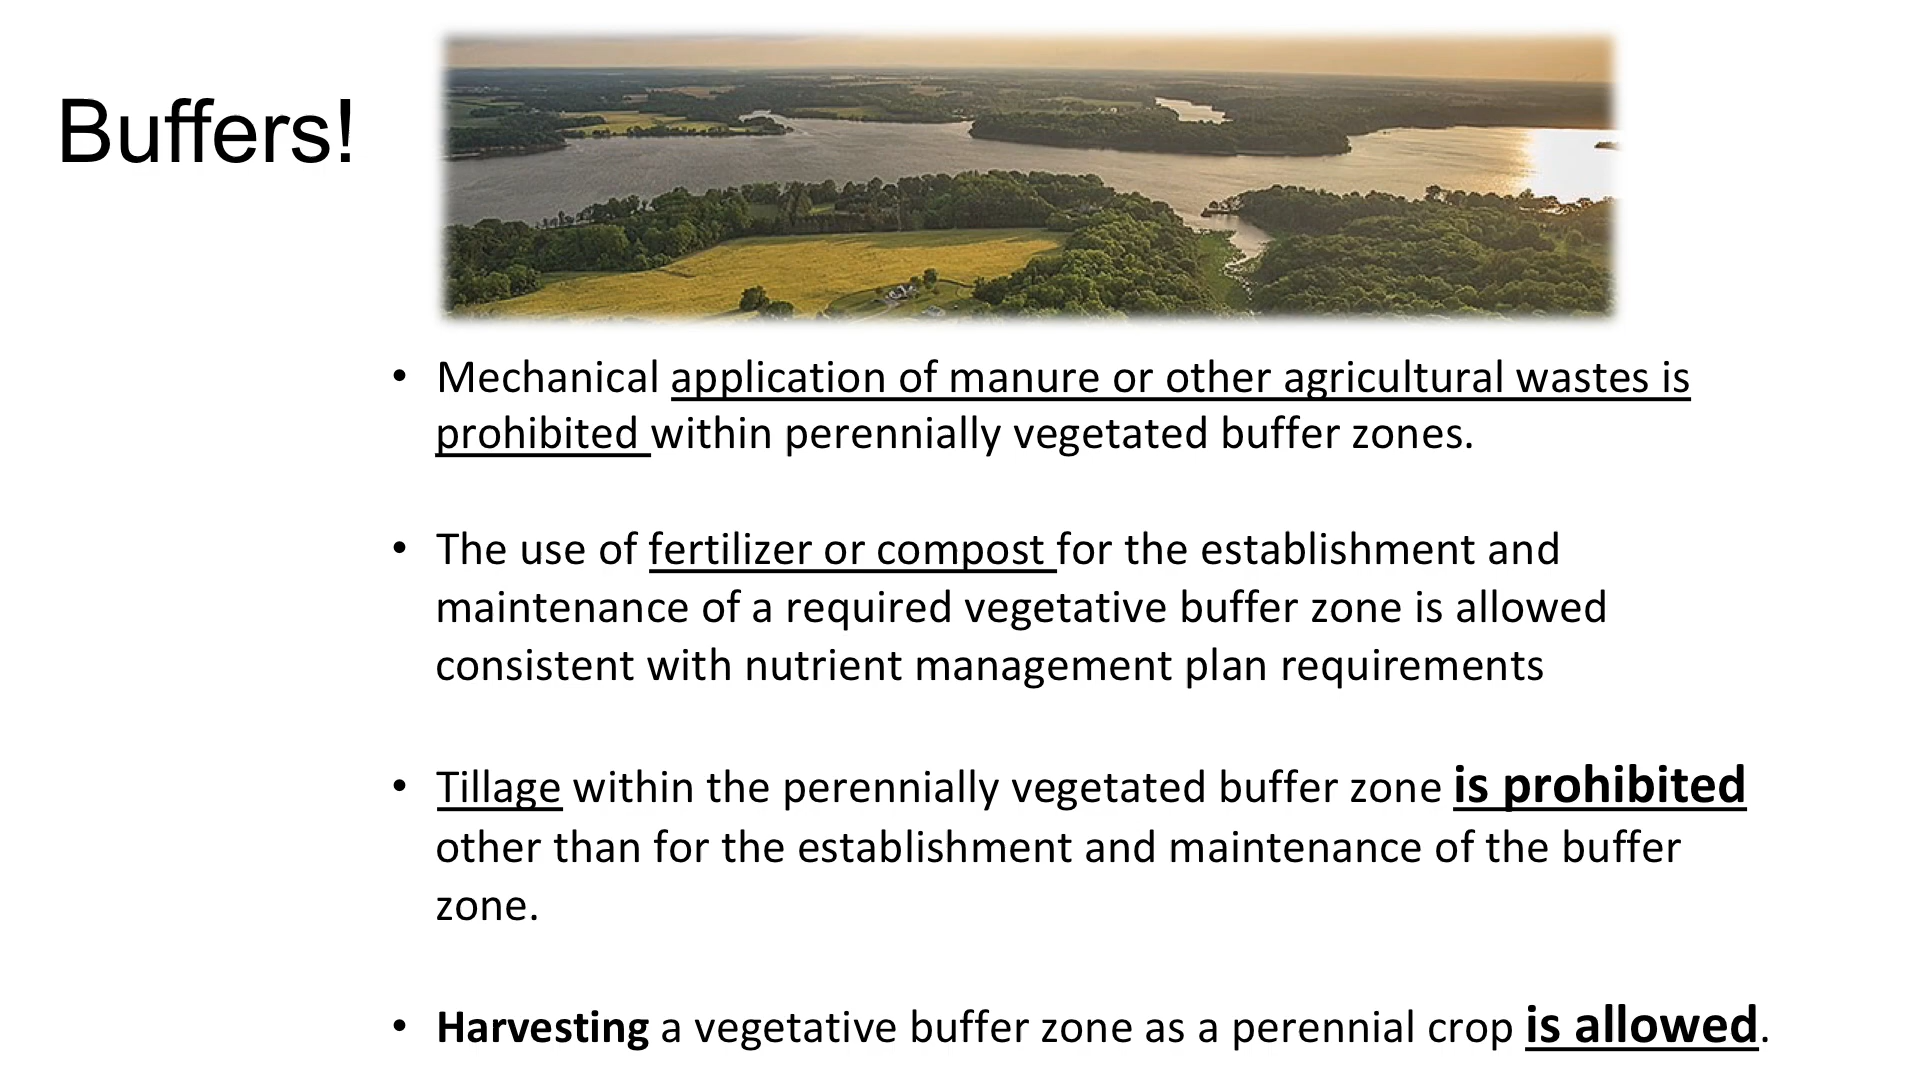 Buffers!
• Mechanical application of manure or other agricultural wastes is
prohibited within perennially vegetated buffer zones.
• The use of fertilizer or compost for the establishment and
maintenance of a required vegetative buffer zone is allowed
consistent with nutrient management plan requirements
• Tillage within the perennially vegetated buffer zone is prohibited
other than for the establishment and maintenance of the buffer
zone.
• Harvesting a vegetative buffer zone as a perennial crop is allowed.